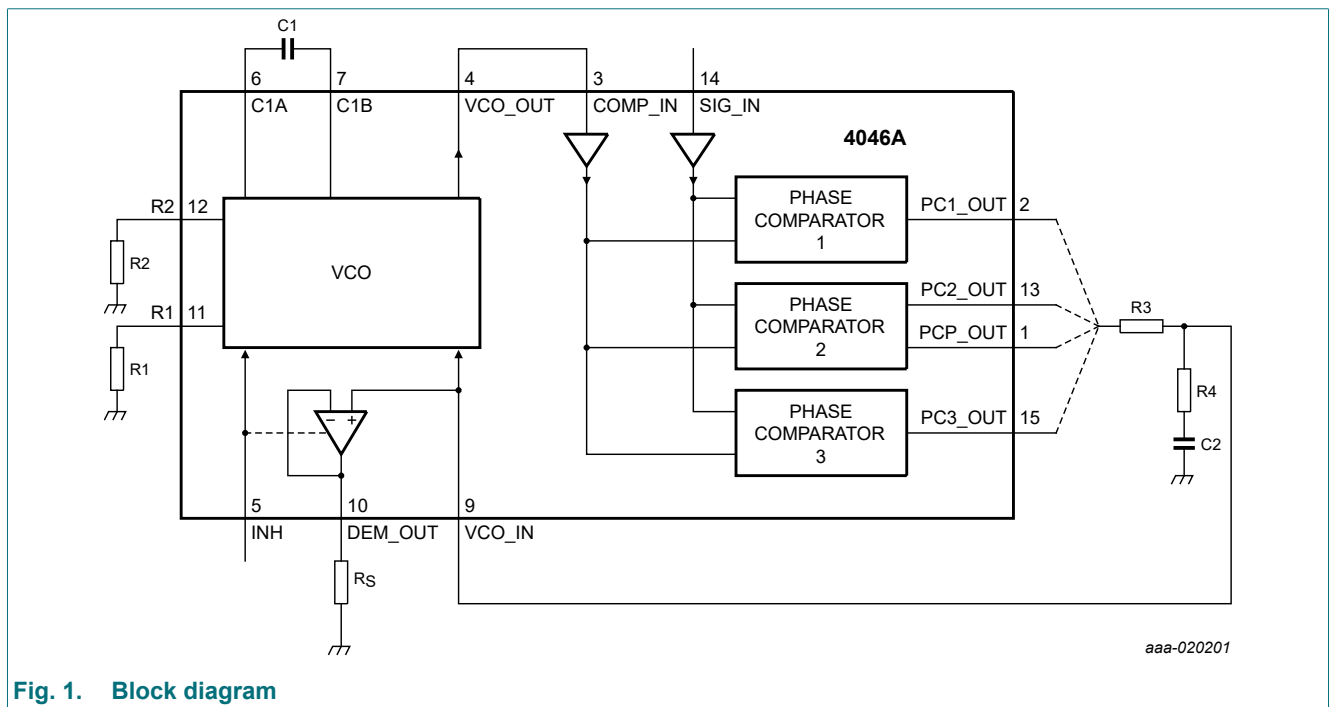 C1
6 7 4 3 14
C1A C1B VCO_OUT COMP_IN SIG_IN
4046A
PHASE
COMPARATOR
1
PC1_OUT 2
R2 12
R2
VCO
PHASE
COMPARATOR
2
PC2_OUT 13
PCP_OUT 1
R3
R1 11
R1
R4
PHASE
COMPARATOR
3
PC3_OUT 15
C2
− +
5 10 9
INH DEM_OUT VCO_IN
RS
aaa-020201
Fig. 1. Block diagram